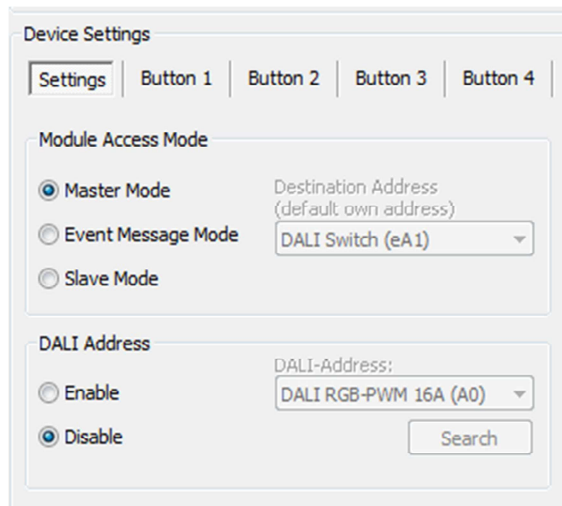 Device Settings
Settings Button 1 Button 2 Button 3 Button 4
Module Access Mode
Master Mode
Destination Address
(default own address)
Event Message Mode
DALI Switch (eA1)
Slave Mode
DALI Address
DALI-Address:
Enable
DALI RGB-PWM 16A (A0)
Disable
Search